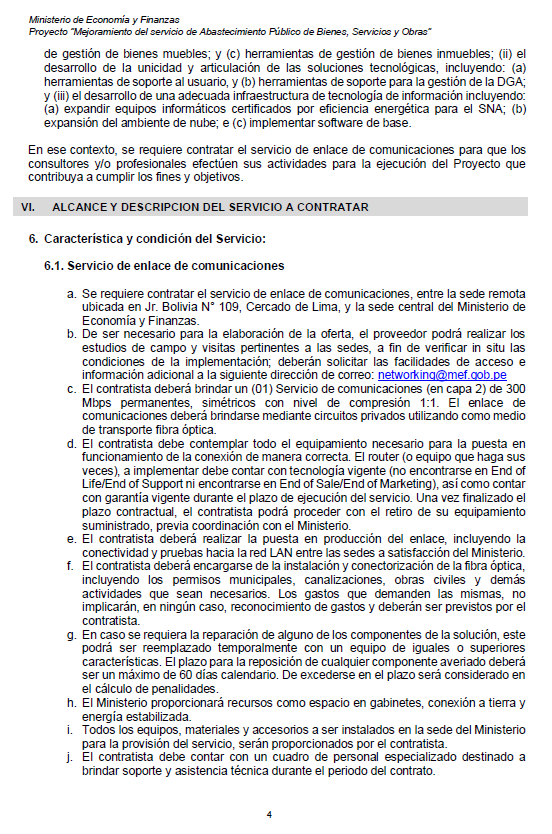 Ministerio de Economía y Finanzas
Proyecto "Mejoramiento del servicio de Abastecimiento Público de Bienes, Servicios y Obras"
de gestión de bienes muebles; y (c) herramientas de gestión de bienes inmuebles; (ii) el
desarrollo de la unicidad y articulación de las soluciones tecnológicas, incluyendo: (a)
herramientas de soporte al usuario, y (b) herramientas de soporte para la gestión de la DGA;
y (iii) el desarrollo de una adecuada infraestructura de tecnología de información incluyendo:
(a) expandir equipos informáticos certificados por eficiencia energética para el SNA; (b)
expansión del ambiente de nube; e (c) implementar software de base.
En ese contexto, se requiere contratar el servicio de enlace de comunicaciones para que los
consultores y/o profesionales efectúen sus actividades para la ejecución del Proyecto que
contribuya a cumplir los fines y objetivos.
VI. ALCANCE Y DESCRIPCION DEL SERVICIO A CONTRATAR
6. Característica y condición del Servicio:
6.1. Servicio de enlace de comunicaciones
a. Se requiere contratar el servicio de enlace de comunicaciones, entre la sede remota
ubicada en Jr. Bolivia N° 109, Cercado de Lima, y la sede central del Ministerio de
Economía y Finanzas.
b. De ser necesario para la elaboración de la oferta, el proveedor podrá realizar los
estudios de campo y visitas pertinentes a las sedes, a fin de verificar in situ las
condiciones de la implementación; deberán solicitar las facilidades de acceso e
información adicional a la siguiente dirección de correo: networking@mef.gob.pe
c. El contratista deberá brindar un (01) Servicio de comunicaciones (en capa 2) de 300
Mbps permanentes, simétricos con nivel de compresión 1:1. El enlace de
comunicaciones deberá brindarse mediante circuitos privados utilizando como medio
de transporte fibra óptica.
d. El contratista debe contemplar todo el equipamiento necesario para la puesta en
funcionamiento de la conexión de manera correcta. El router (o equipo que haga sus
veces), a implementar debe contar con tecnología vigente (no encontrarse en End of
Life/End of Support ni encontrarse en End of Sale/End of Marketing), así como contar
con garantía vigente durante el plazo de ejecución del servicio. Una vez finalizado el
plazo contractual, el contratista podrá proceder con el retiro de su equipamiento
suministrado, previa coordinación con el Ministerio.
e. El contratista deberá realizar la puesta en producción del enlace, incluyendo la
conectividad y pruebas hacia la red LAN entre las sedes a satisfacción del Ministerio.
f. El contratista deberá encargarse de la instalación y conectorización de la fibra óptica,
incluyendo los permisos municipales, canalizaciones, obras civiles y demás
actividades que sean necesarios. Los gastos que demanden las mismas, no
implicarán, en ningún caso, reconocimiento de gastos y deberán ser previstos por el
contratista.
g. En caso se requiera la reparación de alguno de los componentes de la solución, este
podrá ser reemplazado temporalmente con un equipo de iguales o superiores
características. El plazo para la reposición de cualquier componente averiado deberá
ser un máximo de 60 días calendario. De excederse en el plazo será considerado en
el cálculo de penalidades.
h. El Ministerio proporcionará recursos como espacio en gabinetes, conexión a tierra y
energía estabilizada.
i. Todos los equipos, materiales y accesorios a ser instalados en la sede del Ministerio
para la provisión del servicio, serán proporcionados por el contratista.
j. El contratista debe contar con un cuadro de personal especializado destinado a
brindar soporte y asistencia técnica durante el periodo del contrato.
4